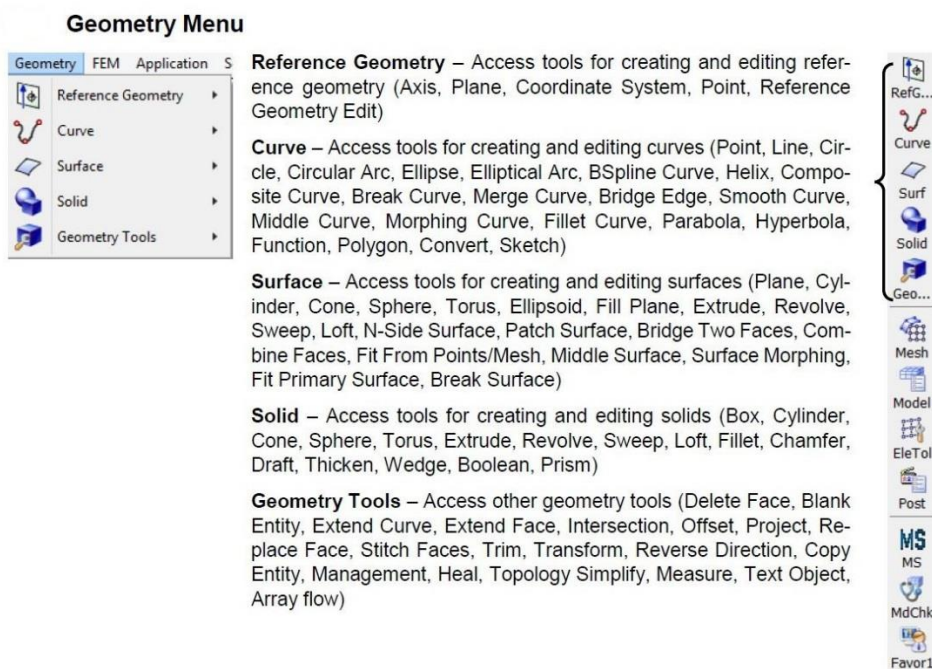 Geometry Menu
Geometry FEM Application S
Reference Geometry
Curve
Surface
Solid
Geometry Tools
Reference Geometry – Access tools for creating and editing refer-
ence geometry (Axis, Plane, Coordinate System, Point, Reference
Geometry Edit)
Curve – Access tools for creating and editing curves (Point, Line, Cir-
cle, Circular Arc, Ellipse, Elliptical Arc, BSpline Curve, Helix, Compo-
site Curve, Break Curve, Merge Curve, Bridge Edge, Smooth Curve,
Middle Curve, Morphing Curve, Fillet Curve, Parabola, Hyperbola,
Function, Polygon, Convert, Sketch)
Surface – Access tools for creating and editing surfaces (Plane, Cyl-
inder, Cone, Sphere, Torus, Ellipsoid, Fill Plane, Extrude, Revolve,
Sweep, Loft, N-Side Surface, Patch Surface, Bridge Two Faces, Com-
bine Faces, Fit From Points/Mesh, Middle Surface, Surface Morphing,
Fit Primary Surface, Break Surface)
Solid – Access tools for creating and editing solids (Box, Cylinder,
Cone, Sphere, Torus, Extrude, Revolve, Sweep, Loft, Fillet, Chamfer,
Draft, Thicken, Wedge, Boolean, Prism)
Geometry Tools – Access other geometry tools (Delete Face, Blank
Entity, Extend Curve, Extend Face, Intersection, Offset, Project, Re-
place Face, Stitch Faces, Trim, Transform, Reverse Direction, Copy
Entity, Management, Heal, Topology Simplify, Measure, Text Object,
Array flow)
RefG...
Curve
Surf
Solid
Geo...
Mesh
Model
EleTol
Post
MS
MS
MdChk
Favor1